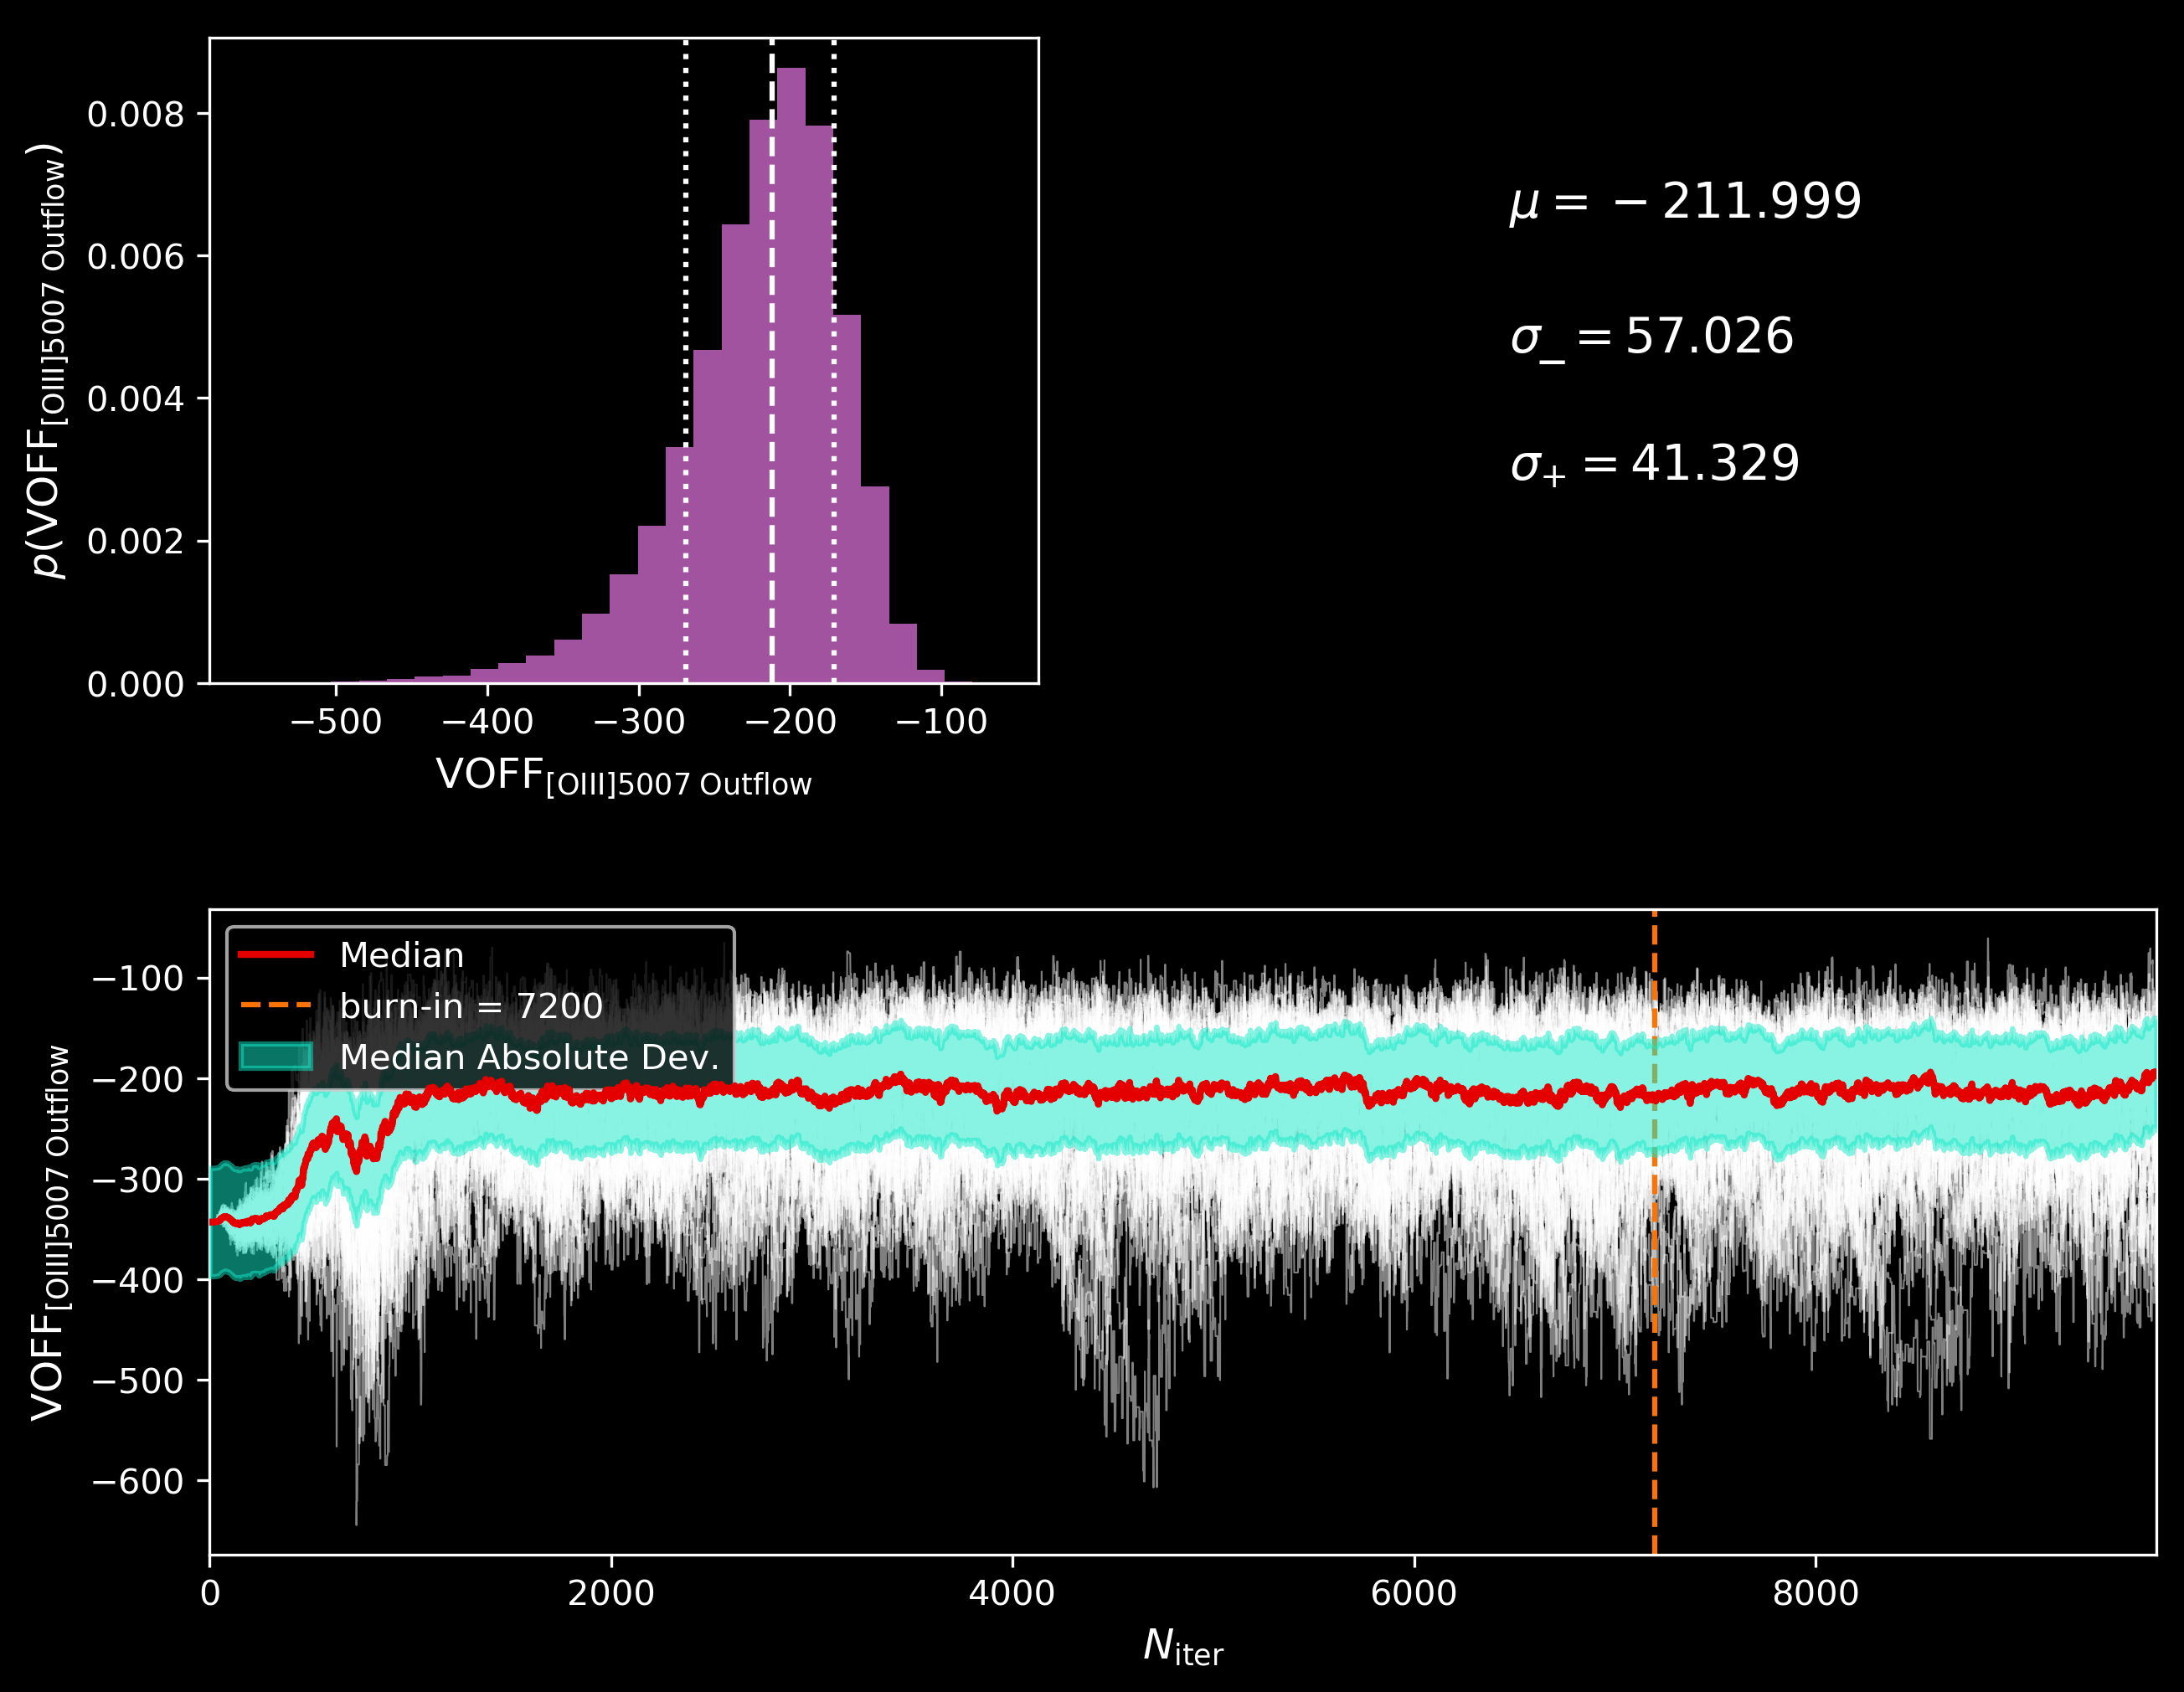 0.008
0.006
0.004
0.002
0.000
p(VOFF[OIII]5007 Outflow)
−500 −400 −300 −200 −100
VOFF[OIII]5007 Outflow
μ = −211.999
σ− = 57.026
σ+ = 41.329
Median
burn-in = 7200
Median Absolute Dev.
−100
−200
−300
−400
−500
−600
VOFF[OIII]5007 Outflow
0 2000 4000 6000 8000
Niter